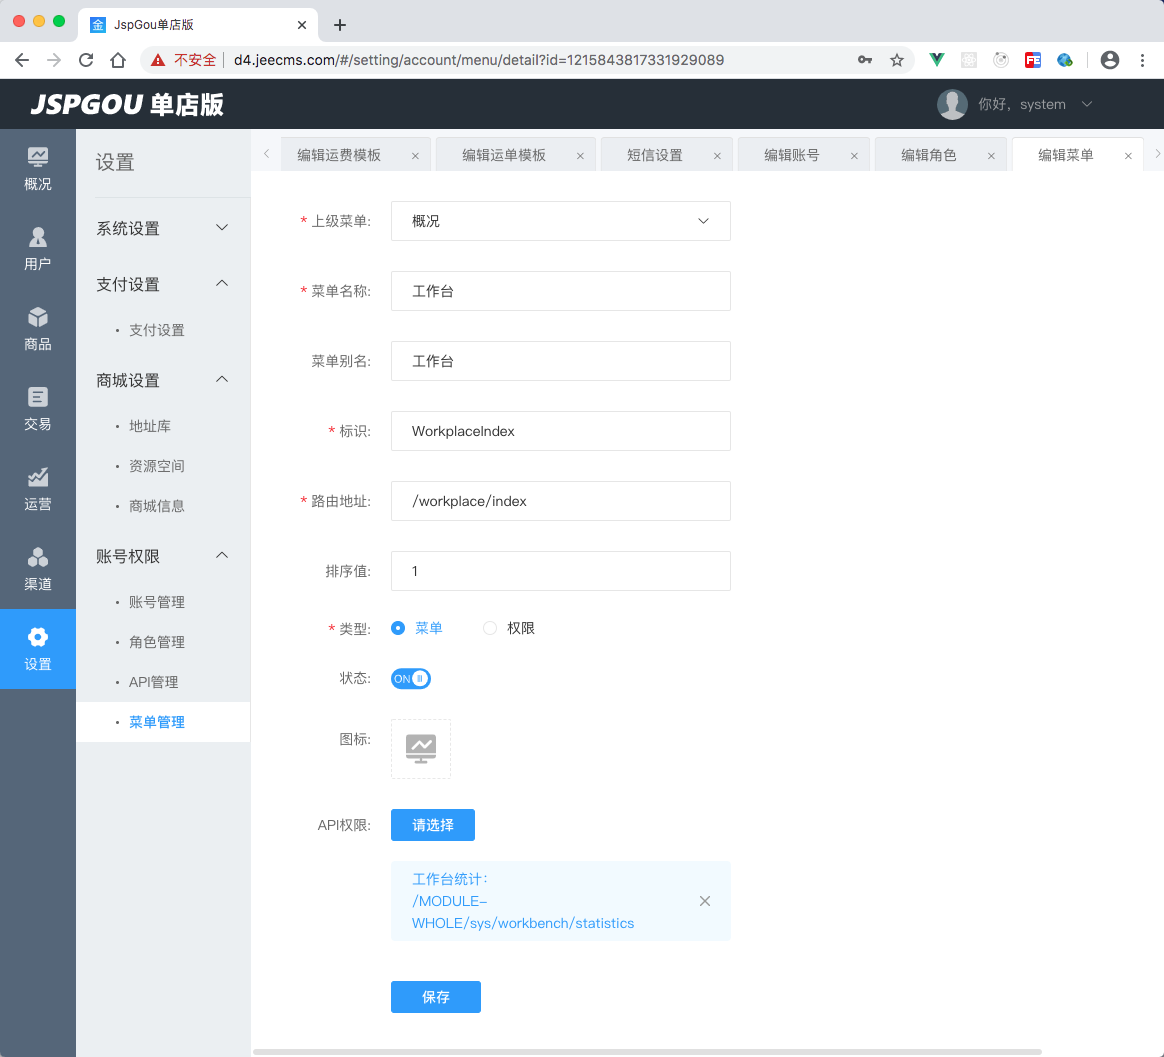 金 JspGou单店版
不安全 d4.jeecms.com/#/setting/account/menu/detail?id=1215843817331929089
FE
JSPGOU 单店版
你好，system
概况
用户
商品
交易
运营
渠道
设置
设置
系统设置
支付设置
• 支付设置
商城设置
• 地址库
• 资源空间
• 商城信息
账号权限
• 账号管理
• 角色管理
• API管理
• 菜单管理
编辑运费模板
编辑运单模板
短信设置
编辑账号
编辑角色
编辑菜单
* 上级菜单: 概况
* 菜单名称: 工作台
菜单别名: 工作台
* 标识: WorkplaceIndex
* 路由地址: /workplace/index
排序值: 1
* 类型: 菜单 权限
状态: ON
图标:
API权限: 请选择
工作台统计:
/MODULE-
WHOLE/sys/workbench/statistics
保存